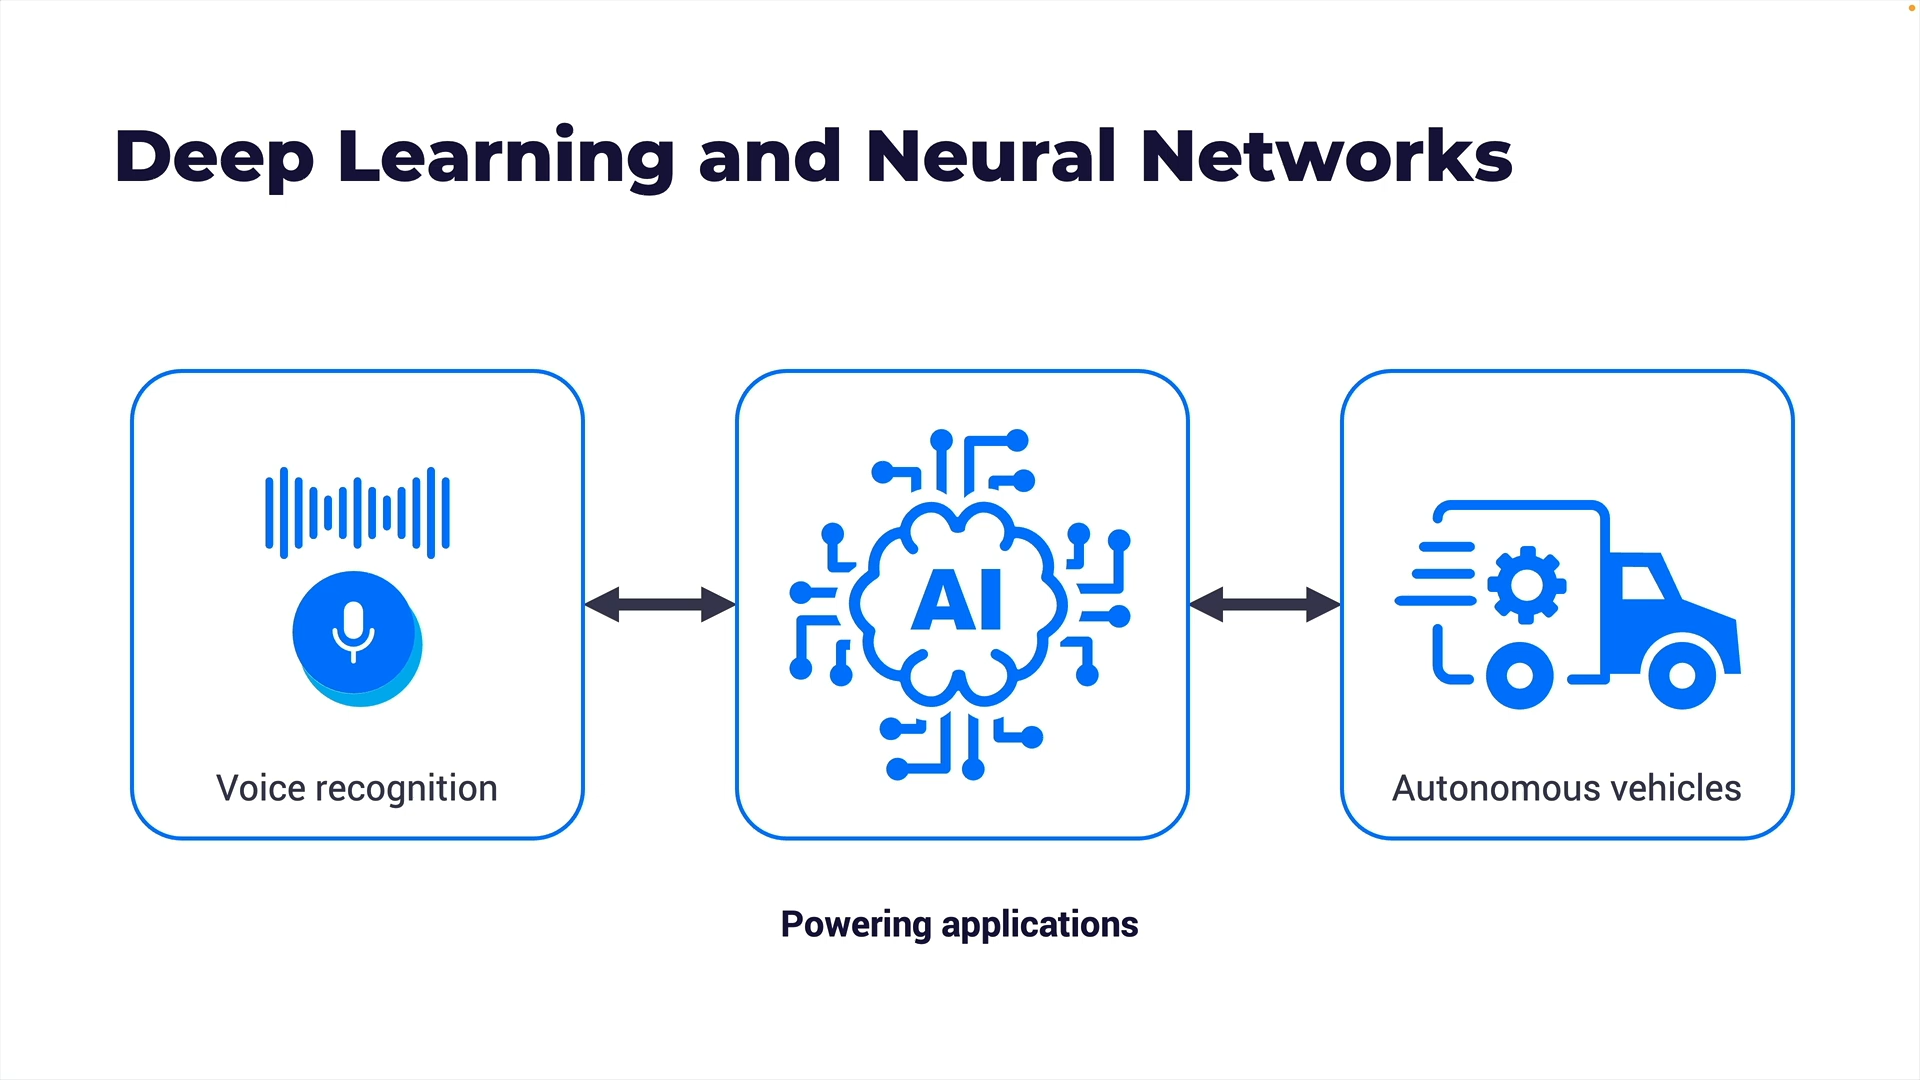 Deep Learning and Neural Networks
AI
Voice recognition
Autonomous vehicles
Powering applications